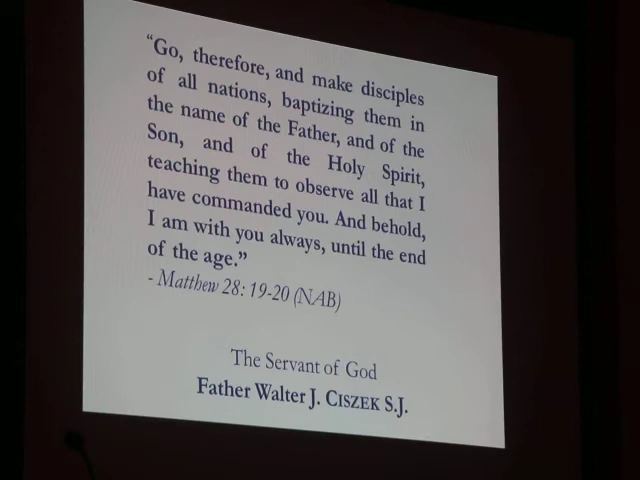 “Go, therefore, and make disciples
of all nations, baptizing them in
the name of the Father, and of the
Son, and of the Holy Spirit,
teaching them to observe all that I
have commanded you. And behold,
I am with you always, until the end
of the age.”
- Matthew 28: 19-20 (NAB)
The Servant of God
Father Walter J. CISZEK S.J.